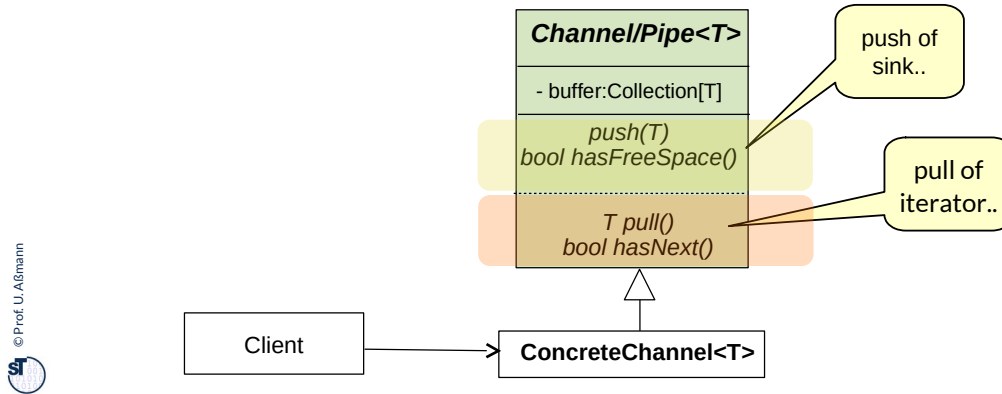 Channel/Pipe<T>
- buffer:Collection[T]
push(T)
bool hasFreeSpace()
T pull()
bool hasNext()
push of
sink..
pull of
iterator..
Client
ConcreteChannel<T>
© Prof. U. Aßmann
ST